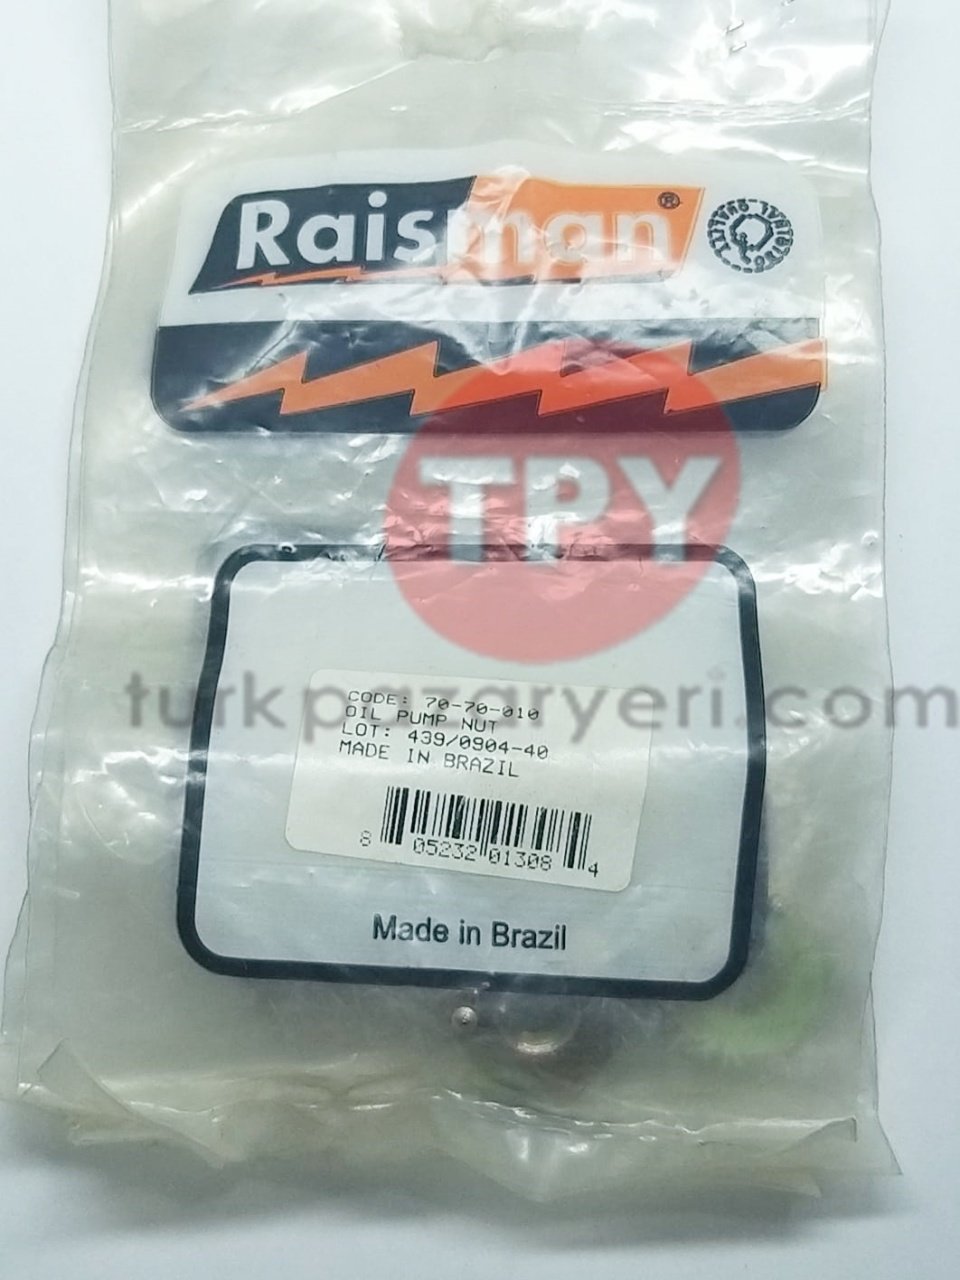 Raisman®
TPY
turkpazaryeri.com
CODE: 70-70-010
OIL PUMP NUT
LOT: 439/0904-40
MADE IN BRAZIL
8 05232 01308 4
Made in Brazil